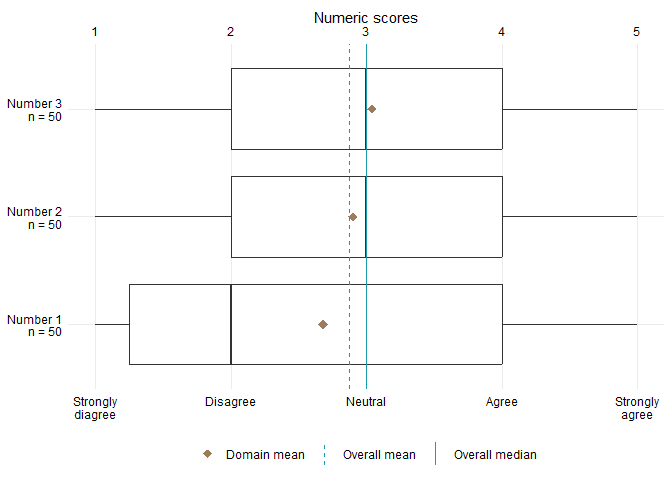 Numeric scores
1 2 3 4 5
Number 3
n = 50
Number 2
n = 50
Number 1
n = 50
Strongly diagree Disagree Neutral Agree Strongly agree
Domain mean Overall mean Overall median